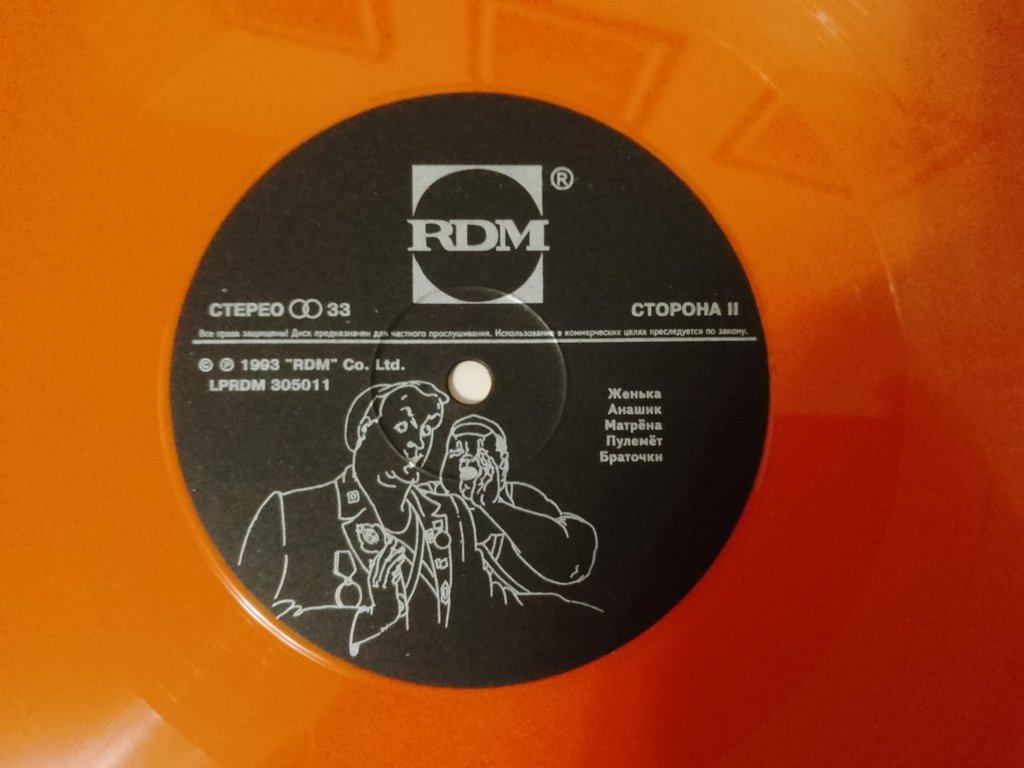 RDM ®
СТЕРЕО 33
СТОРОНА II
Все права защищены! Диск предназначен для частного прослушивания. Использование в коммерческих целях преследуется по закону.
© ℗ 1993 "RDM" Co. Ltd.
LPRDM 305011
Женька
Анашик
Матрёна
Пулемёт
Браточки